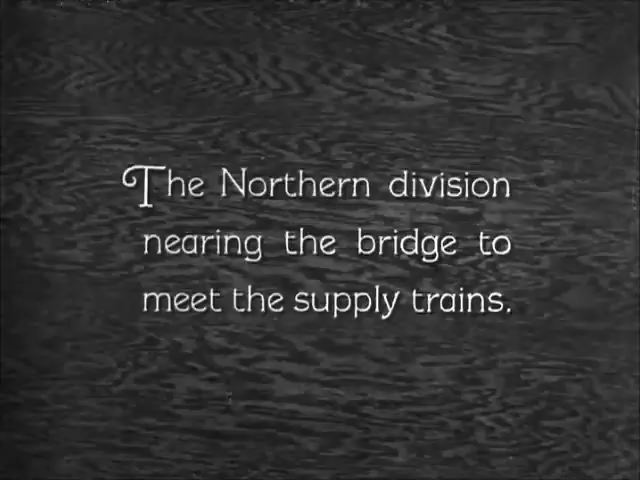 The Northern division
nearing the bridge to
meet the supply trains.